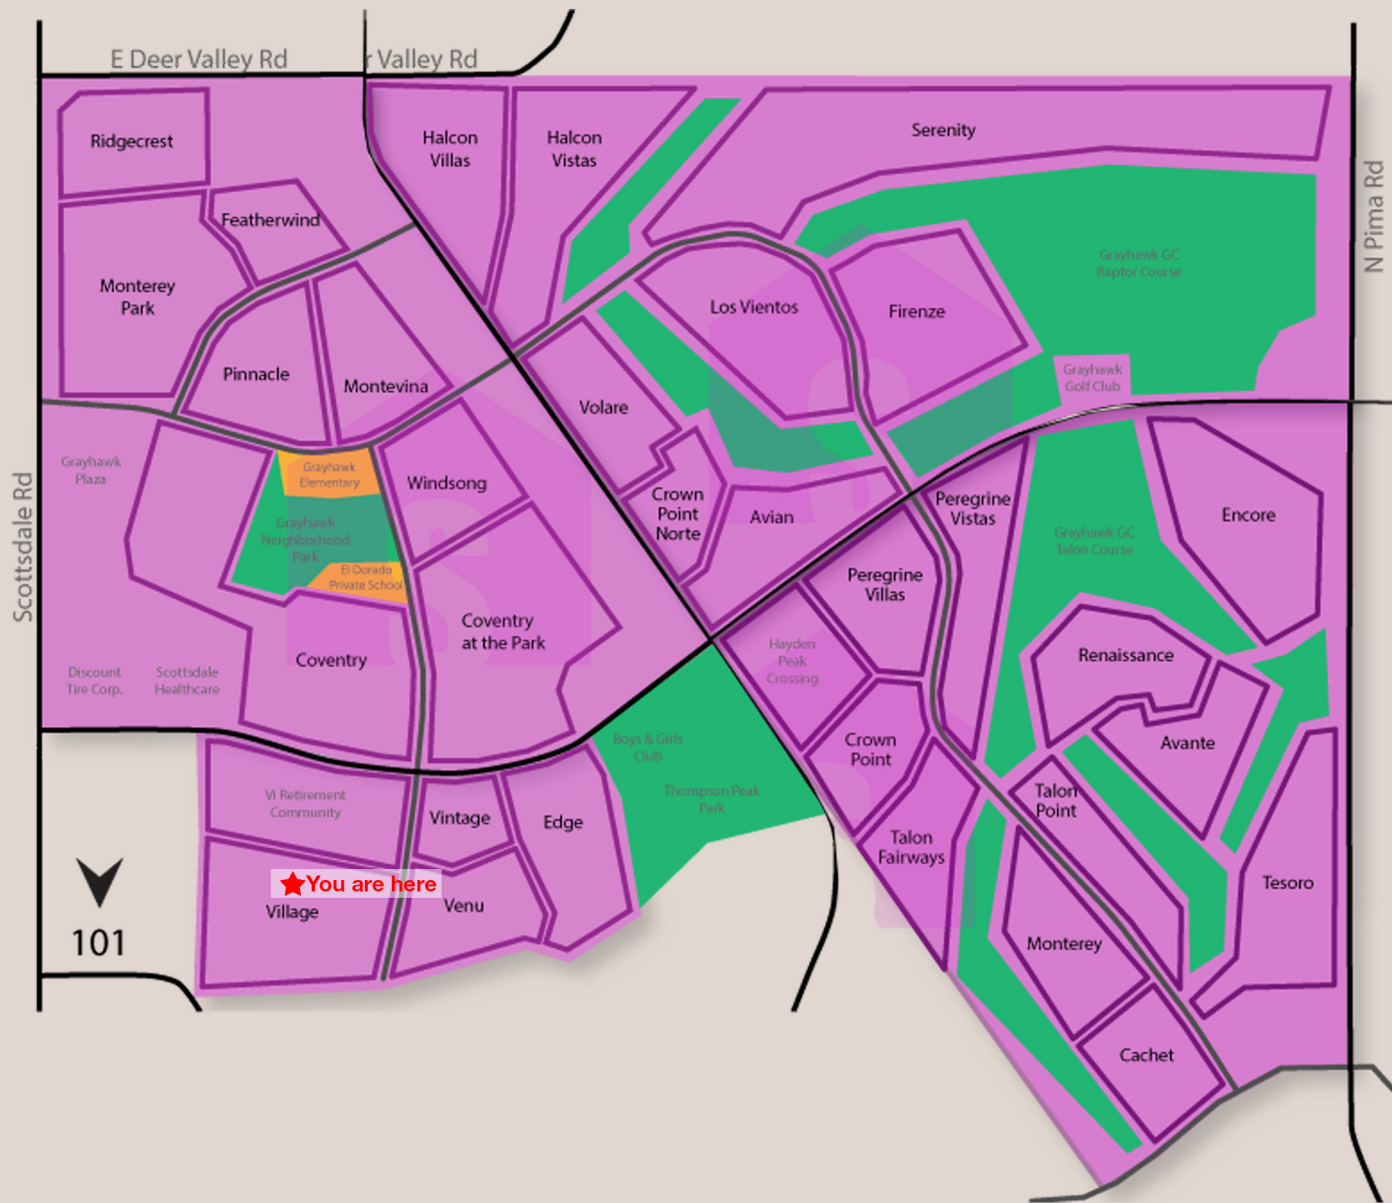 E Deer Valley Rd
r Valley Rd
Ridgecrest
Halcon
Villas
Halcon
Vistas
Serenity
N Pima Rd
Featherwind
Monterey
Park
Grayhawk GC
Raptor Course
Los Vientos
Firenze
Pinnacle
Montevina
Grayhawk
Golf Club
Volare
Grayhawk
Plaza
Grayhawk
Elementary
Windsong
Crown
Point
Norte
Avian
Peregrine
Vistas
Encore
Scottsdale Rd
Grayhawk
Neighborhood
Park
Grayhawk GC
Talon Course
El Dorado
Private School
Peregrine
Villas
Coventry
at the Park
Coventry
Hayden
Peak
Crossing
Renaissance
Discount
Tire Corp.
Scottsdale
Healthcare
Boys & Girls
Club
Crown
Point
Avante
Vi Retirement
Community
Vintage
Edge
Thompson Peak
Park
Talon
Point
Talon
Fairways
You are here
Village
Venu
Tesoro
101
Monterey
Cachet